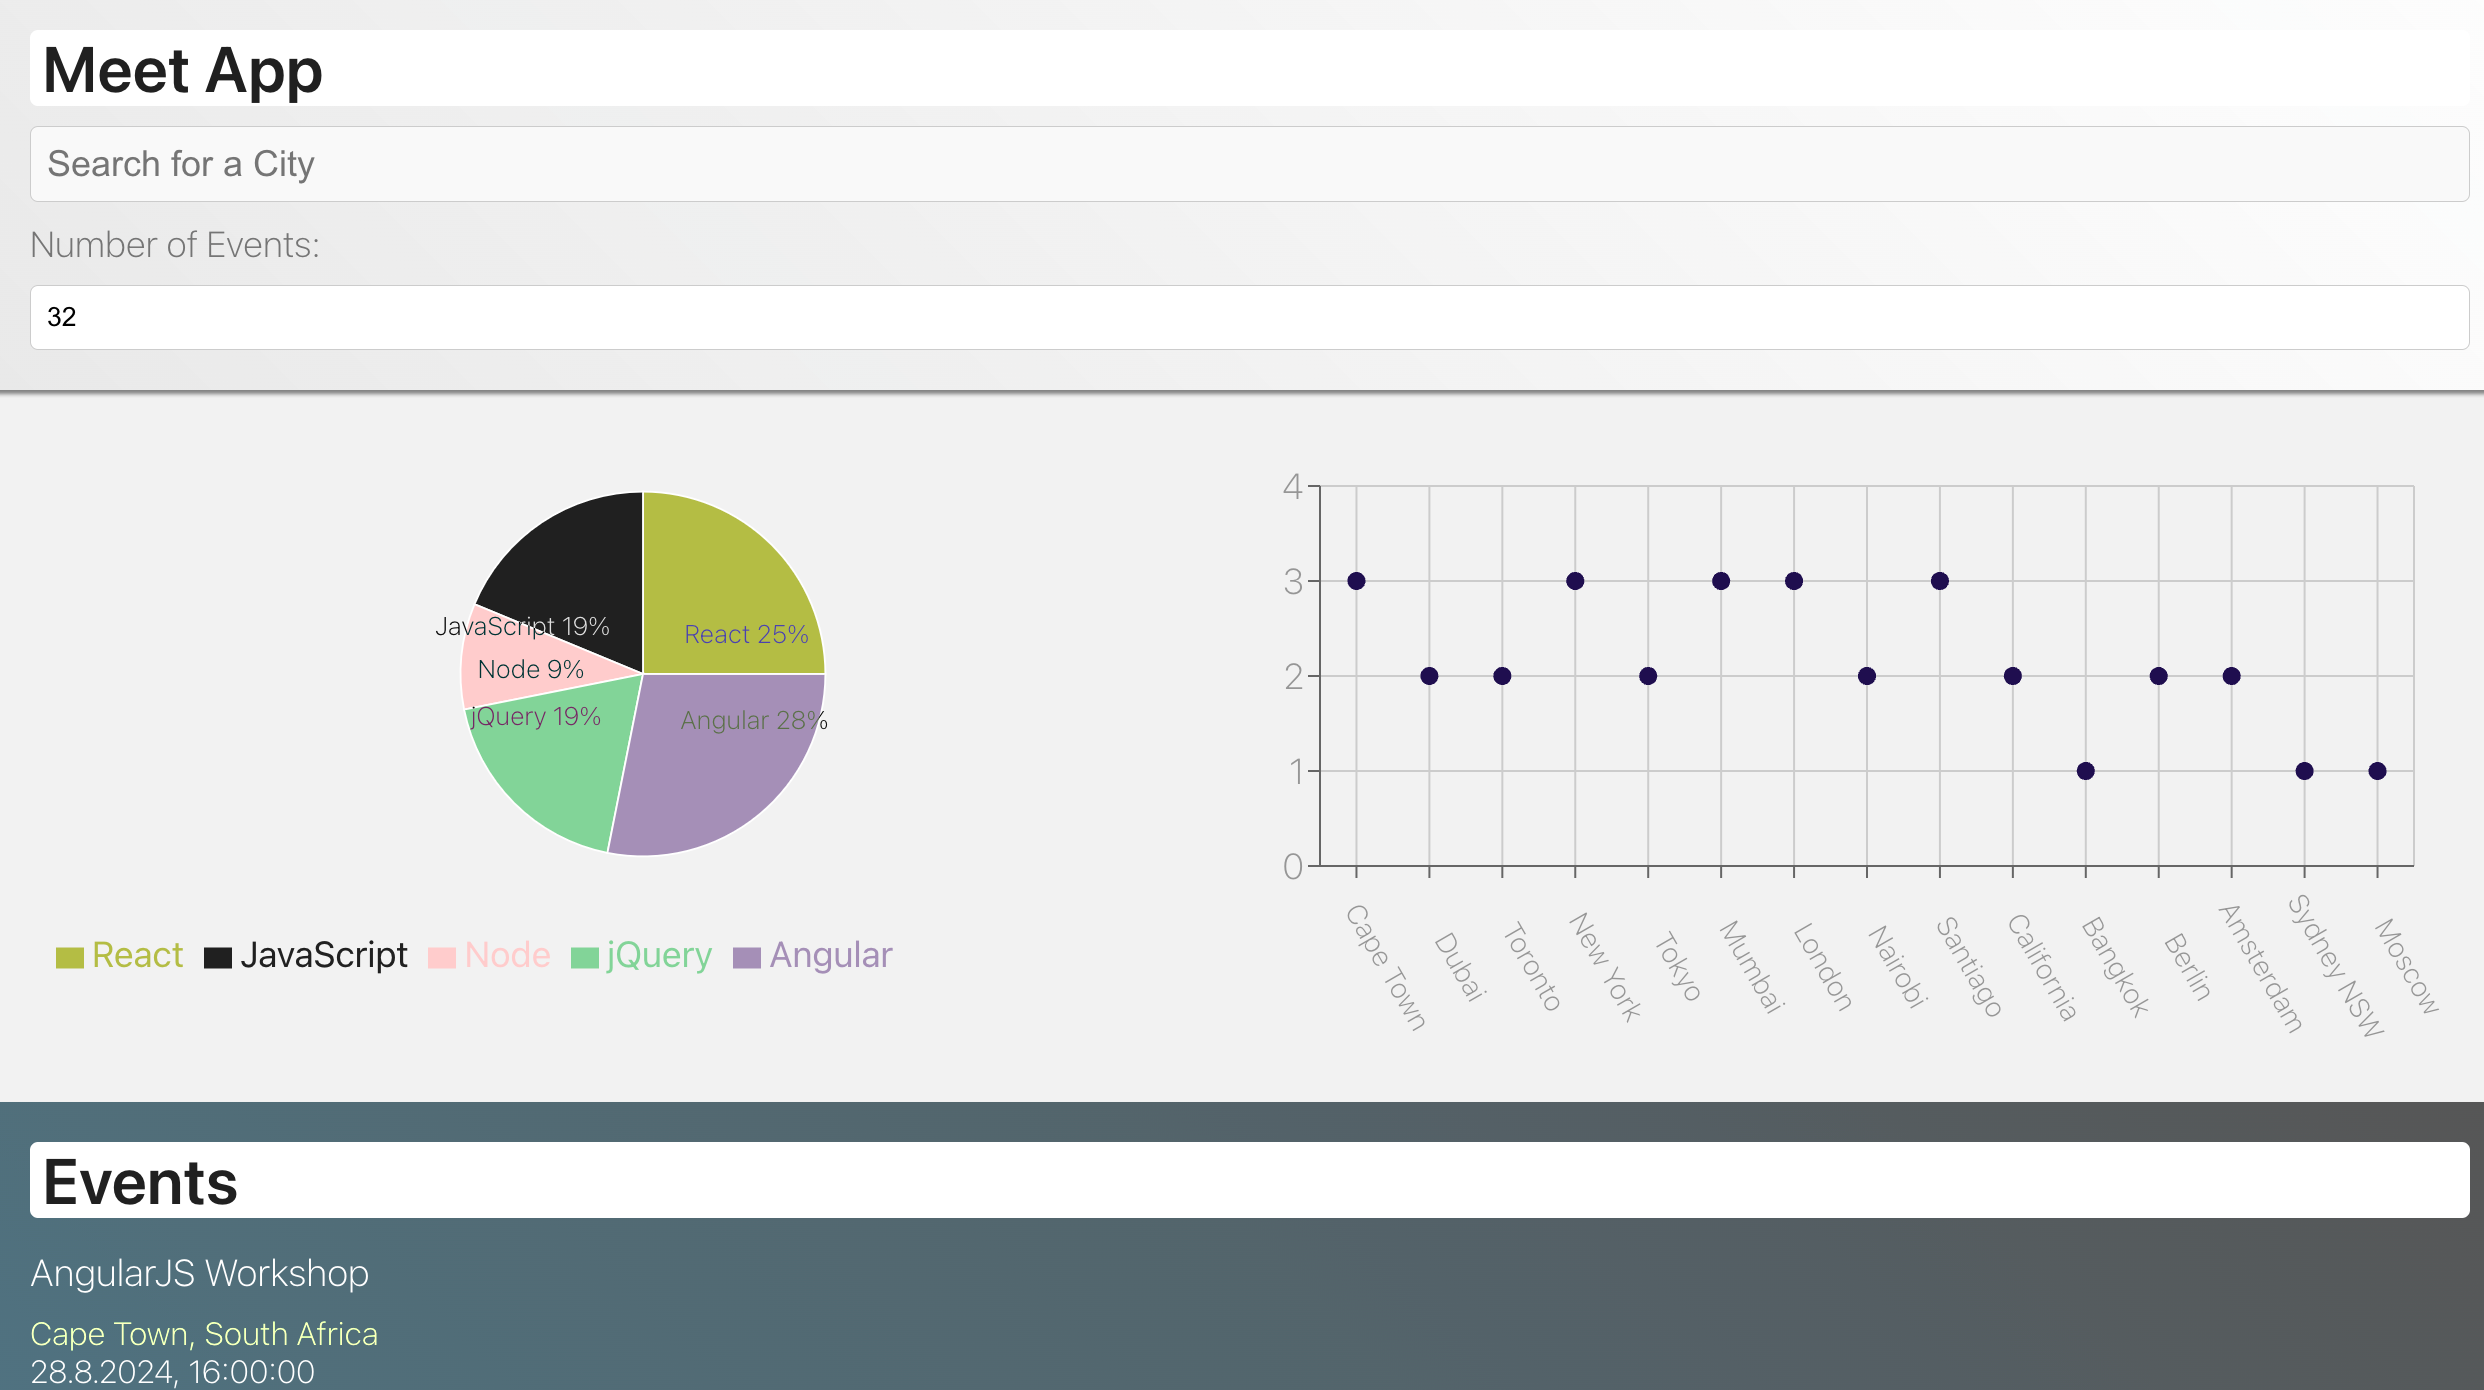 Meet App
Search for a City
Number of Events:
32
JavaScript 19%
React 25%
Node 9%
jQuery 19%
Angular 28%
React JavaScript Node jQuery Angular
4
3
2
1
0
Cape Town
Dubai
Toronto
New York
Tokyo
Mumbai
London
Nairobi
Santiago
California
Bangkok
Berlin
Amsterdam
Sydney NSW
Moscow
Events
AngularJS Workshop
Cape Town, South Africa
28.8.2024, 16:00:00